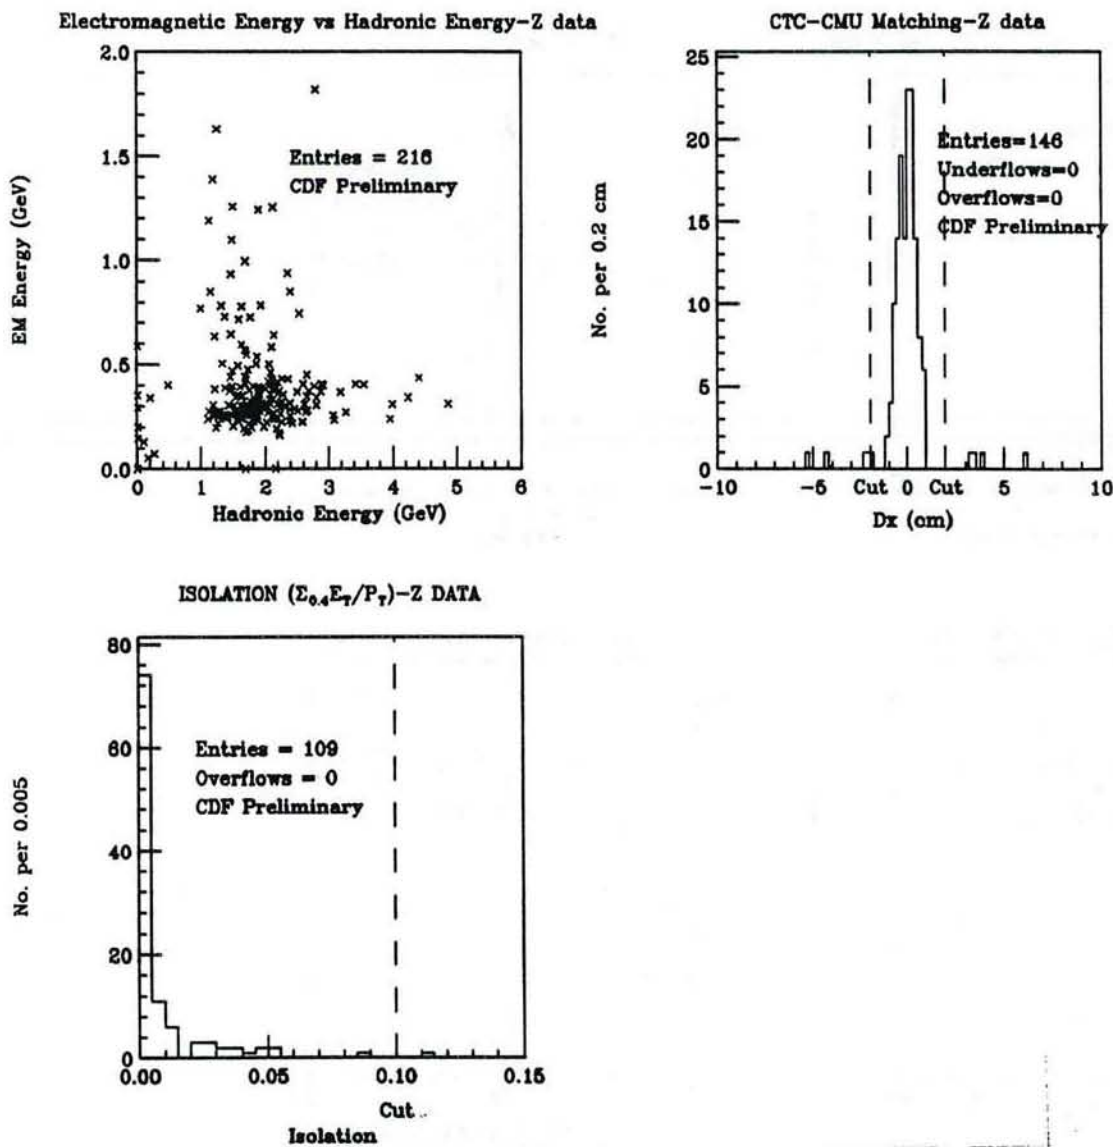 Electromagnetic Energy vs Hadronic Energy-Z data
2.0
1.5
1.0
0.5
0.0
EM Energy (GeV)
Entries = 216
CDF Preliminary
0 1 2 3 4 5 6
Hadronic Energy (GeV)
CTC-CMU Matching-Z data
25
20
15
10
5
0
No. per 0.2 cm
Entries=146
Underflows=0
Overflows=0
CDF Preliminary
-10 -5 Cut 0 Cut 5 10
Dx (cm)
ISOLATION (Σ0.4ET/PT)-Z DATA
80
60
40
20
0
No. per 0.005
Entries = 109
Overflows = 0
CDF Preliminary
0.00 0.05 0.10 0.15
Cut
Isolation